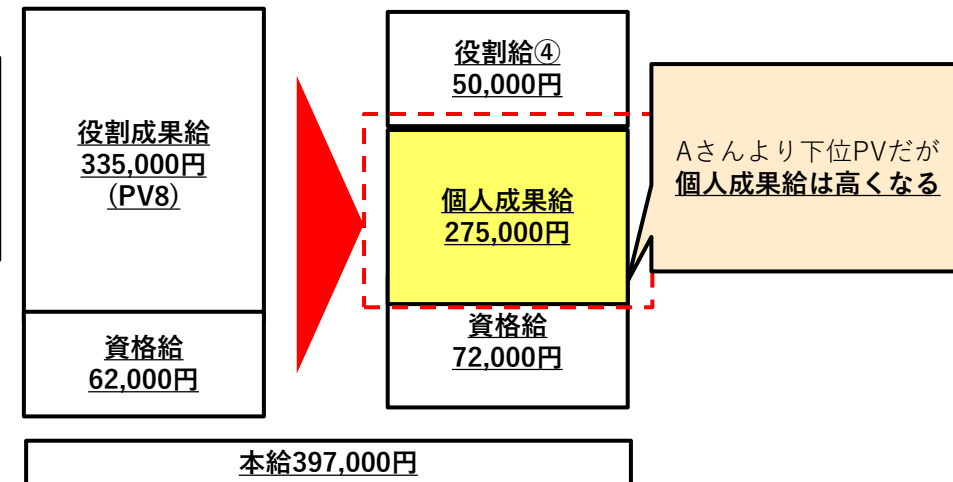 役割成果給
335,000円
(PV8)
資格給
62,000円
役割給④
50,000円
個人成果給
275,000円
資格給
72,000円
Aさんより下位PVだが
個人成果給は高くなる
本給397,000円